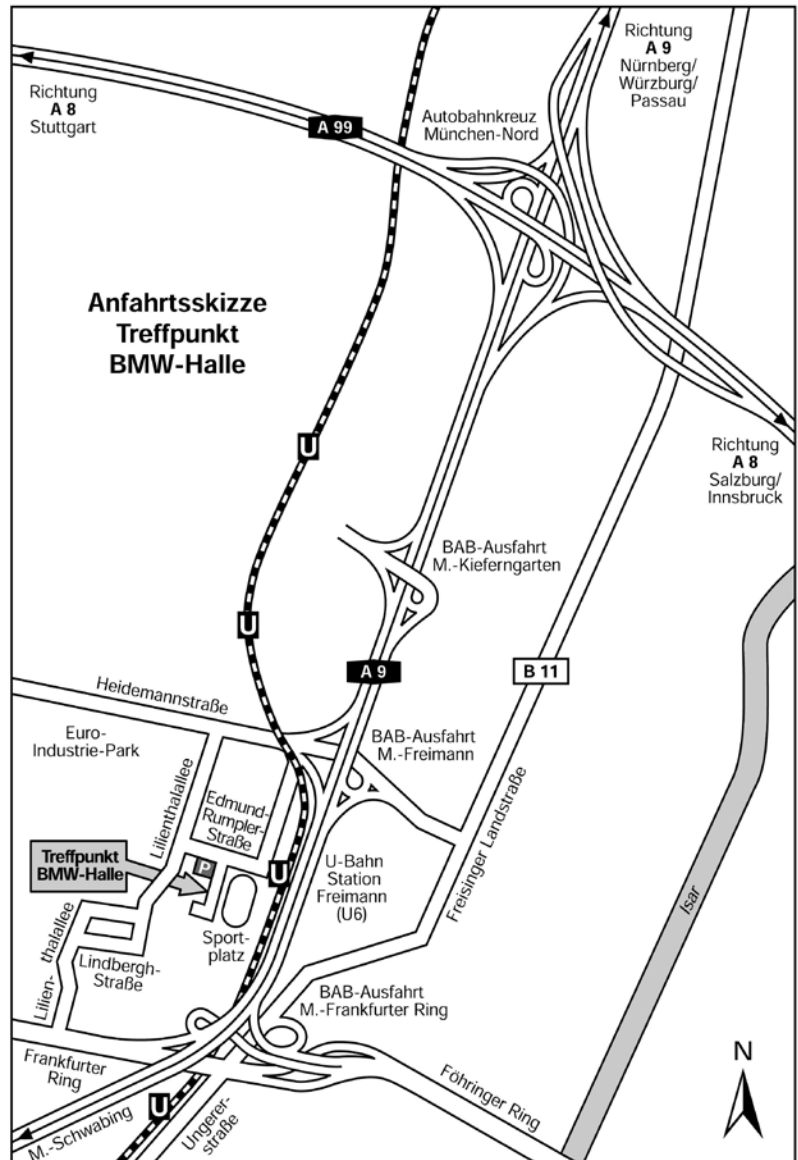 Richtung
A 9
Nürnberg/
Würzburg/
Passau
Richtung
A 8
Stuttgart
A 99
Autobahnkreuz
München-Nord
Anfahrtsskizze
Treffpunkt
BMW-Halle
U
Richtung
A 8
Salzburg/
Innsbruck
BAB-Ausfahrt
M.-Kieferngarten
U
A 9
B 11
Heidemannstraße
Euro-
Industrie-Park
BAB-Ausfahrt
M.-Freimann
Lilienthalallee
Edmund-
Rumpler-
Straße
Freisinger Landstraße
Treffpunkt
BMW-Halle
P
U
U-Bahn
Station
Freimann
(U6)
Isar
Sport-
platz
Lilien-
thalallee
Lindbergh-
Straße
BAB-Ausfahrt
M.-Frankfurter Ring
Frankfurter
Ring
Föhringer Ring
N
U
M.-Schwabing
Ungerer-
straße